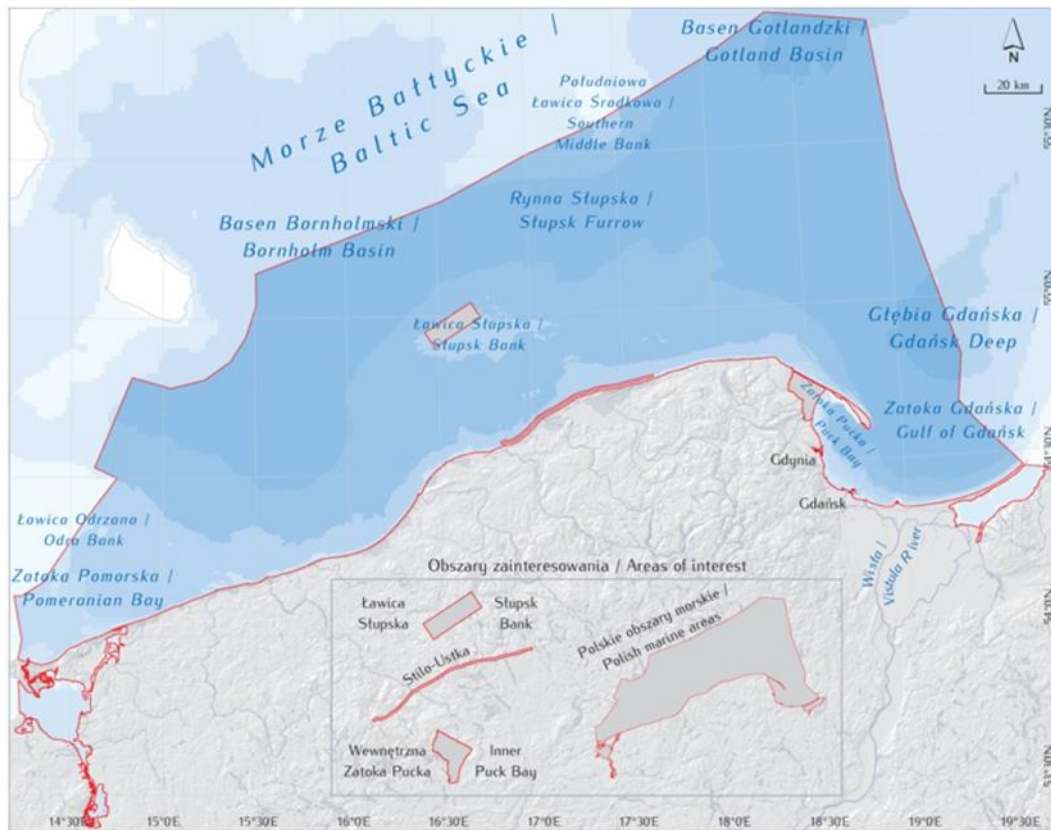 Basen Gotlandzki /
Gotland Basin
N
20 km
Morze Bałtyckie /
Baltic Sea
Południowa
Ławica Środkowa /
Southern
Middle Bank
Rynna Słupska /
Słupsk Furrow
Basen Bornholmski /
Bornholm Basin
Ławica Słupska /
Słupsk Bank
Głębia Gdańska /
Gdańsk Deep
Zatoka Gdańska /
Gulf of Gdańsk
Zatoka Pucka /
Puck Bay
Gdynia
Gdańsk
Ławica Odrzana /
Odra Bank
Zatoka Pomorska /
Pomeranian Bay
Wisła /
Vistula River
Obszary zainteresowania / Areas of interest
Ławica
Słupska
Słupsk
Bank
Stilo-Ustka
Wewnętrzna
Zatoka Pucka
Inner
Puck Bay
Polskie obszary morskie /
Polish marine areas
14°30'E 15°0'E 15°30'E 16°0'E 16°30'E 17°0'E 17°30'E 18°0'E 18°30'E 19°0'E 19°30'E